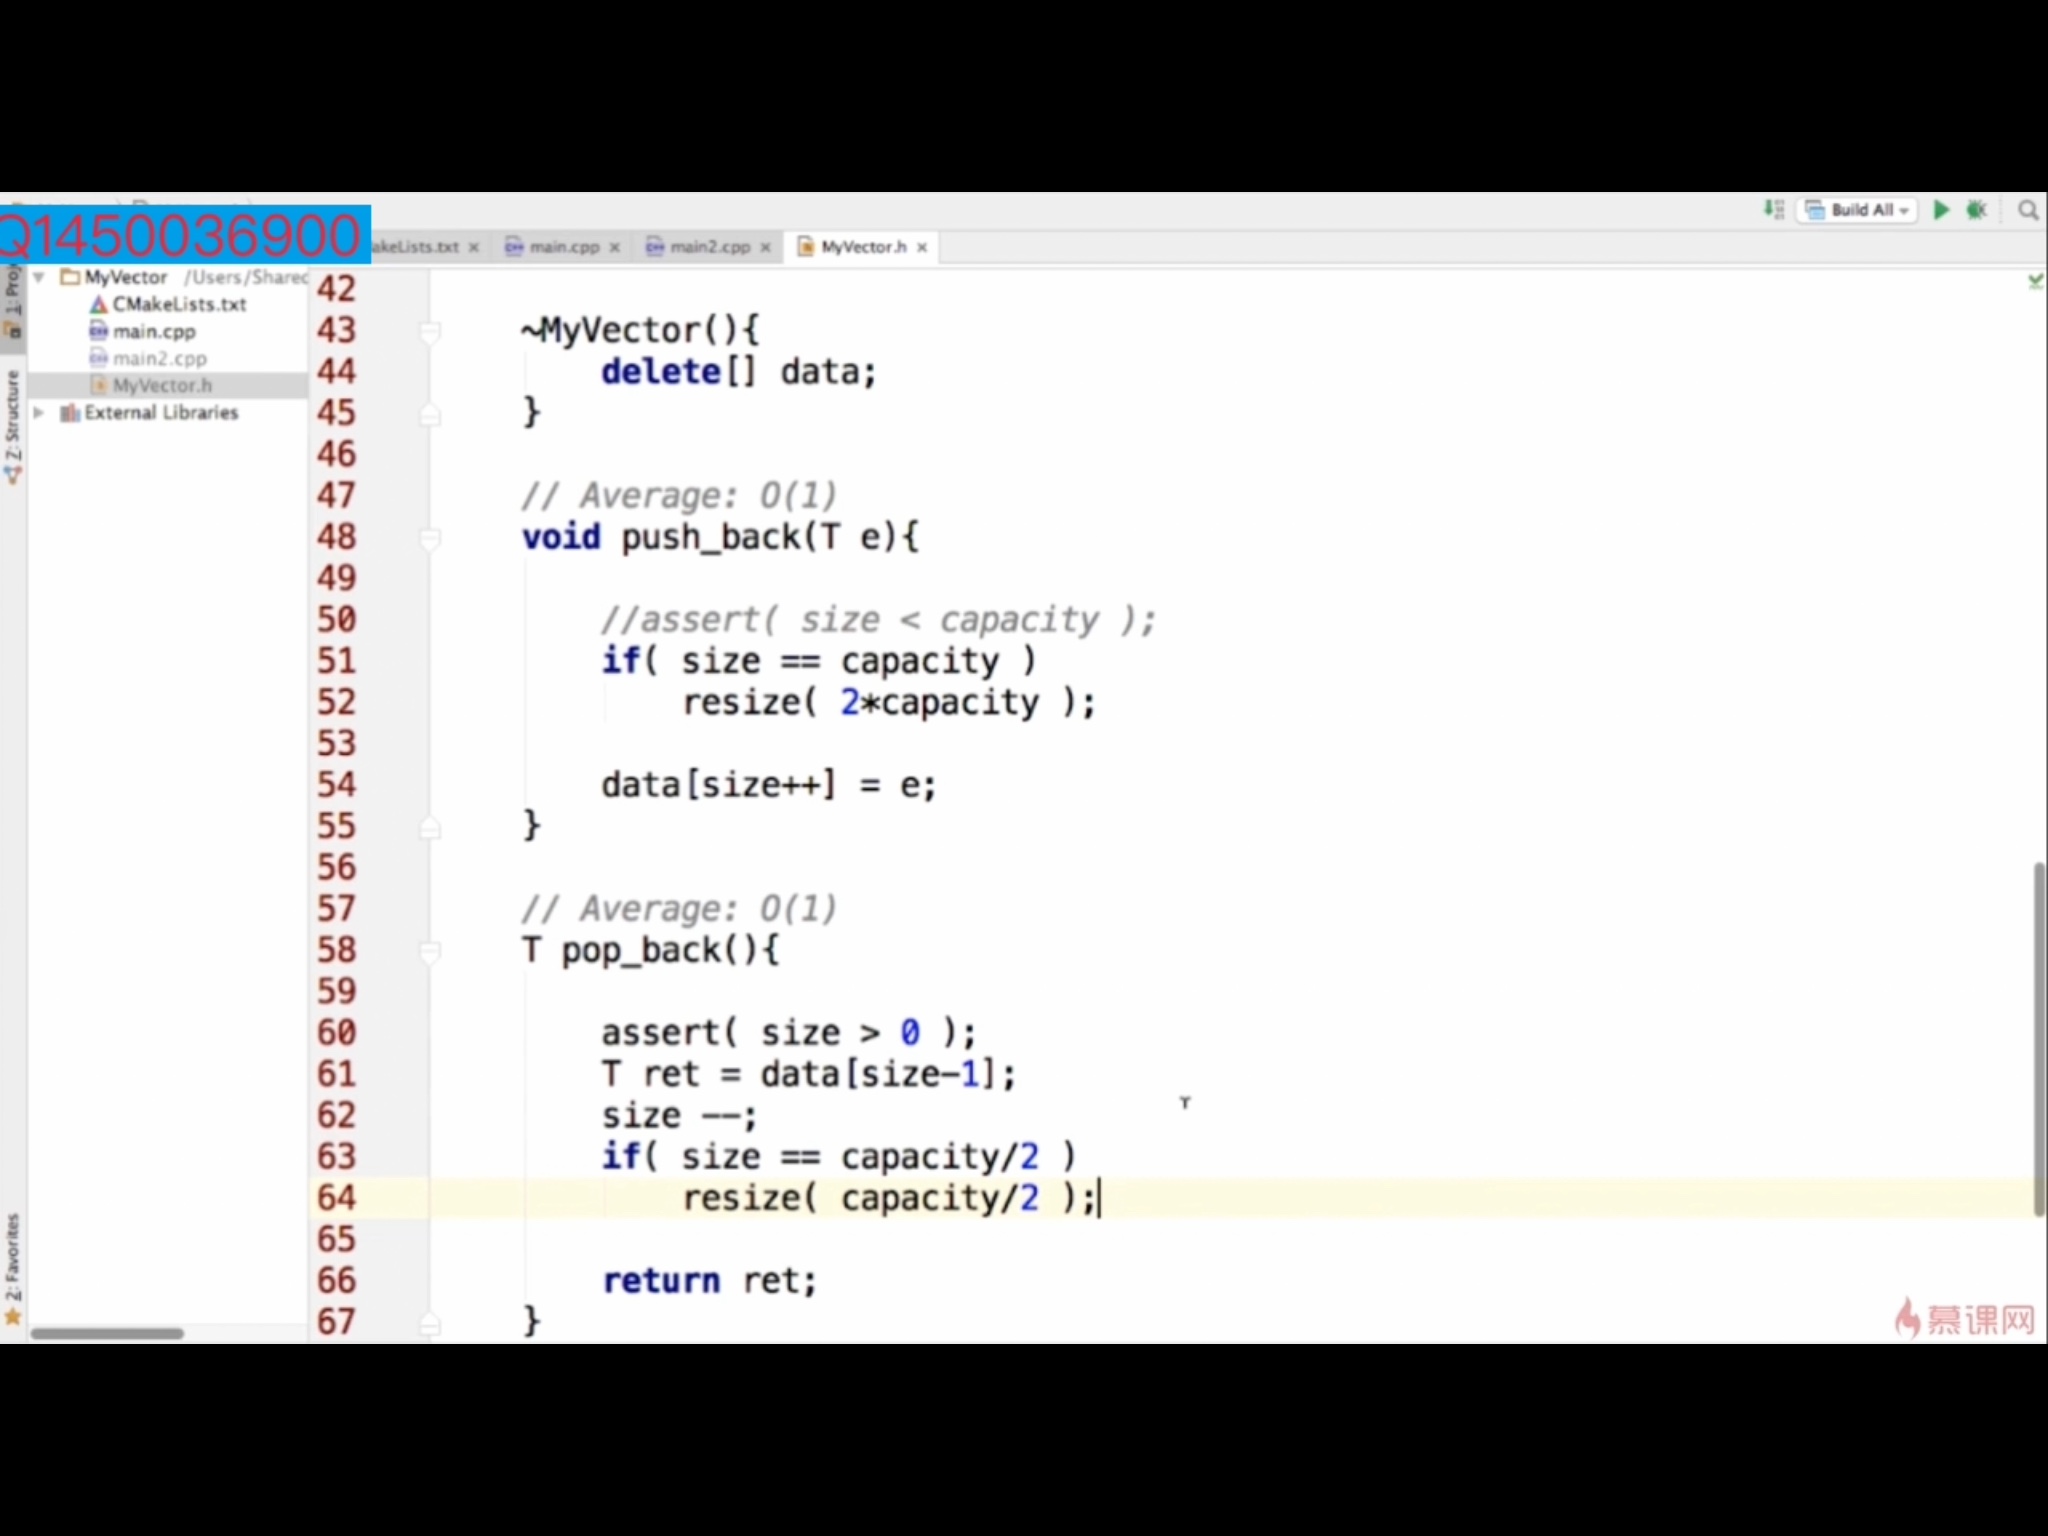 Q1450036900
Build All
akeLists.txt
main.cpp
main2.cpp
MyVector.h
1: Proj
MyVector /Users/Shared
CMakeLists.txt
main.cpp
main2.cpp
MyVector.h
External Libraries
Z: Structure
2: Favorites
42
43 ~MyVector(){
44 delete[] data;
45 }
46
47 // Average: O(1)
48 void push_back(T e){
49
50 //assert( size < capacity );
51 if( size == capacity )
52 resize( 2*capacity );
53
54 data[size++] = e;
55 }
56
57 // Average: O(1)
58 T pop_back(){
59
60 assert( size > 0 );
61 T ret = data[size-1];
62 size --;
63 if( size == capacity/2 )
64 resize( capacity/2 );
65
66 return ret;
67 }
慕课网